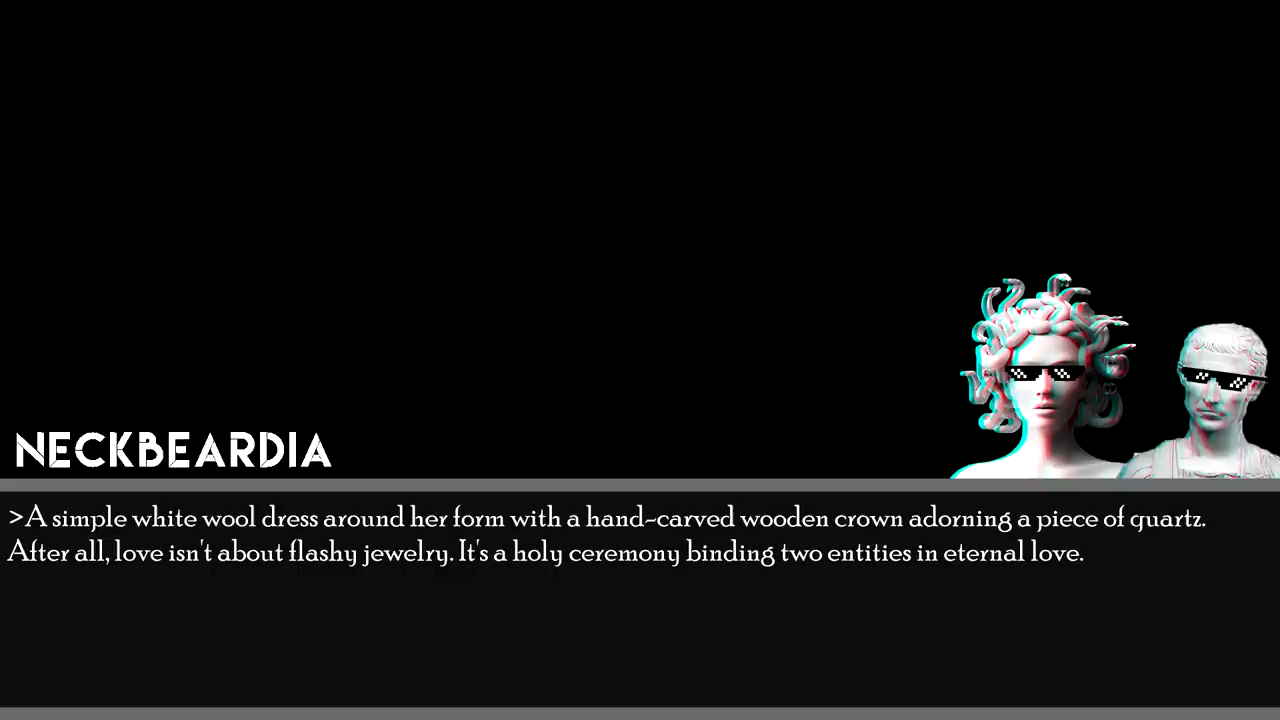 NECKBEARDIA
>A simple white wool dress around her form with a hand-carved wooden crown adorning a piece of quartz.
After all, love isn't about flashy jewelry. It's a holy ceremony binding two entities in eternal love.